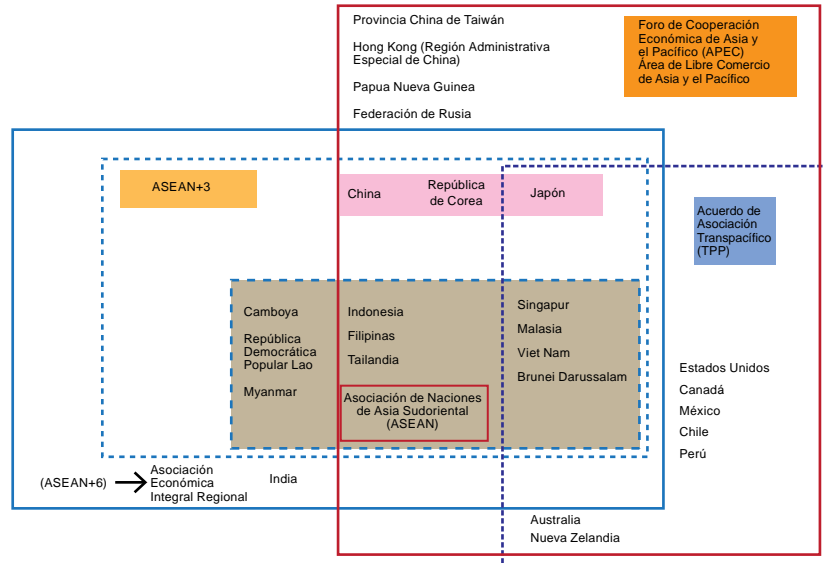 Provincia China de Taiwán
Hong Kong (Región Administrativa
Especial de China)
Papua Nueva Guinea
Federación de Rusia
Foro de Cooperación
Económica de Asia y
el Pacífico (APEC)
Área de Libre Comercio
de Asia y el Pacífico
ASEAN+3
China
República
de Corea
Japón
Acuerdo de
Asociación
Transpacífico
(TPP)
Camboya
República
Democrática
Popular Lao
Myanmar
Indonesia
Filipinas
Tailandia
Asociación de Naciones
de Asia Sudoriental
(ASEAN)
Singapur
Malasia
Viet Nam
Brunei Darussalam
Estados Unidos
Canadá
México
Chile
Perú
(ASEAN+6)
Asociación
Económica
Integral Regional
India
Australia
Nueva Zelandia